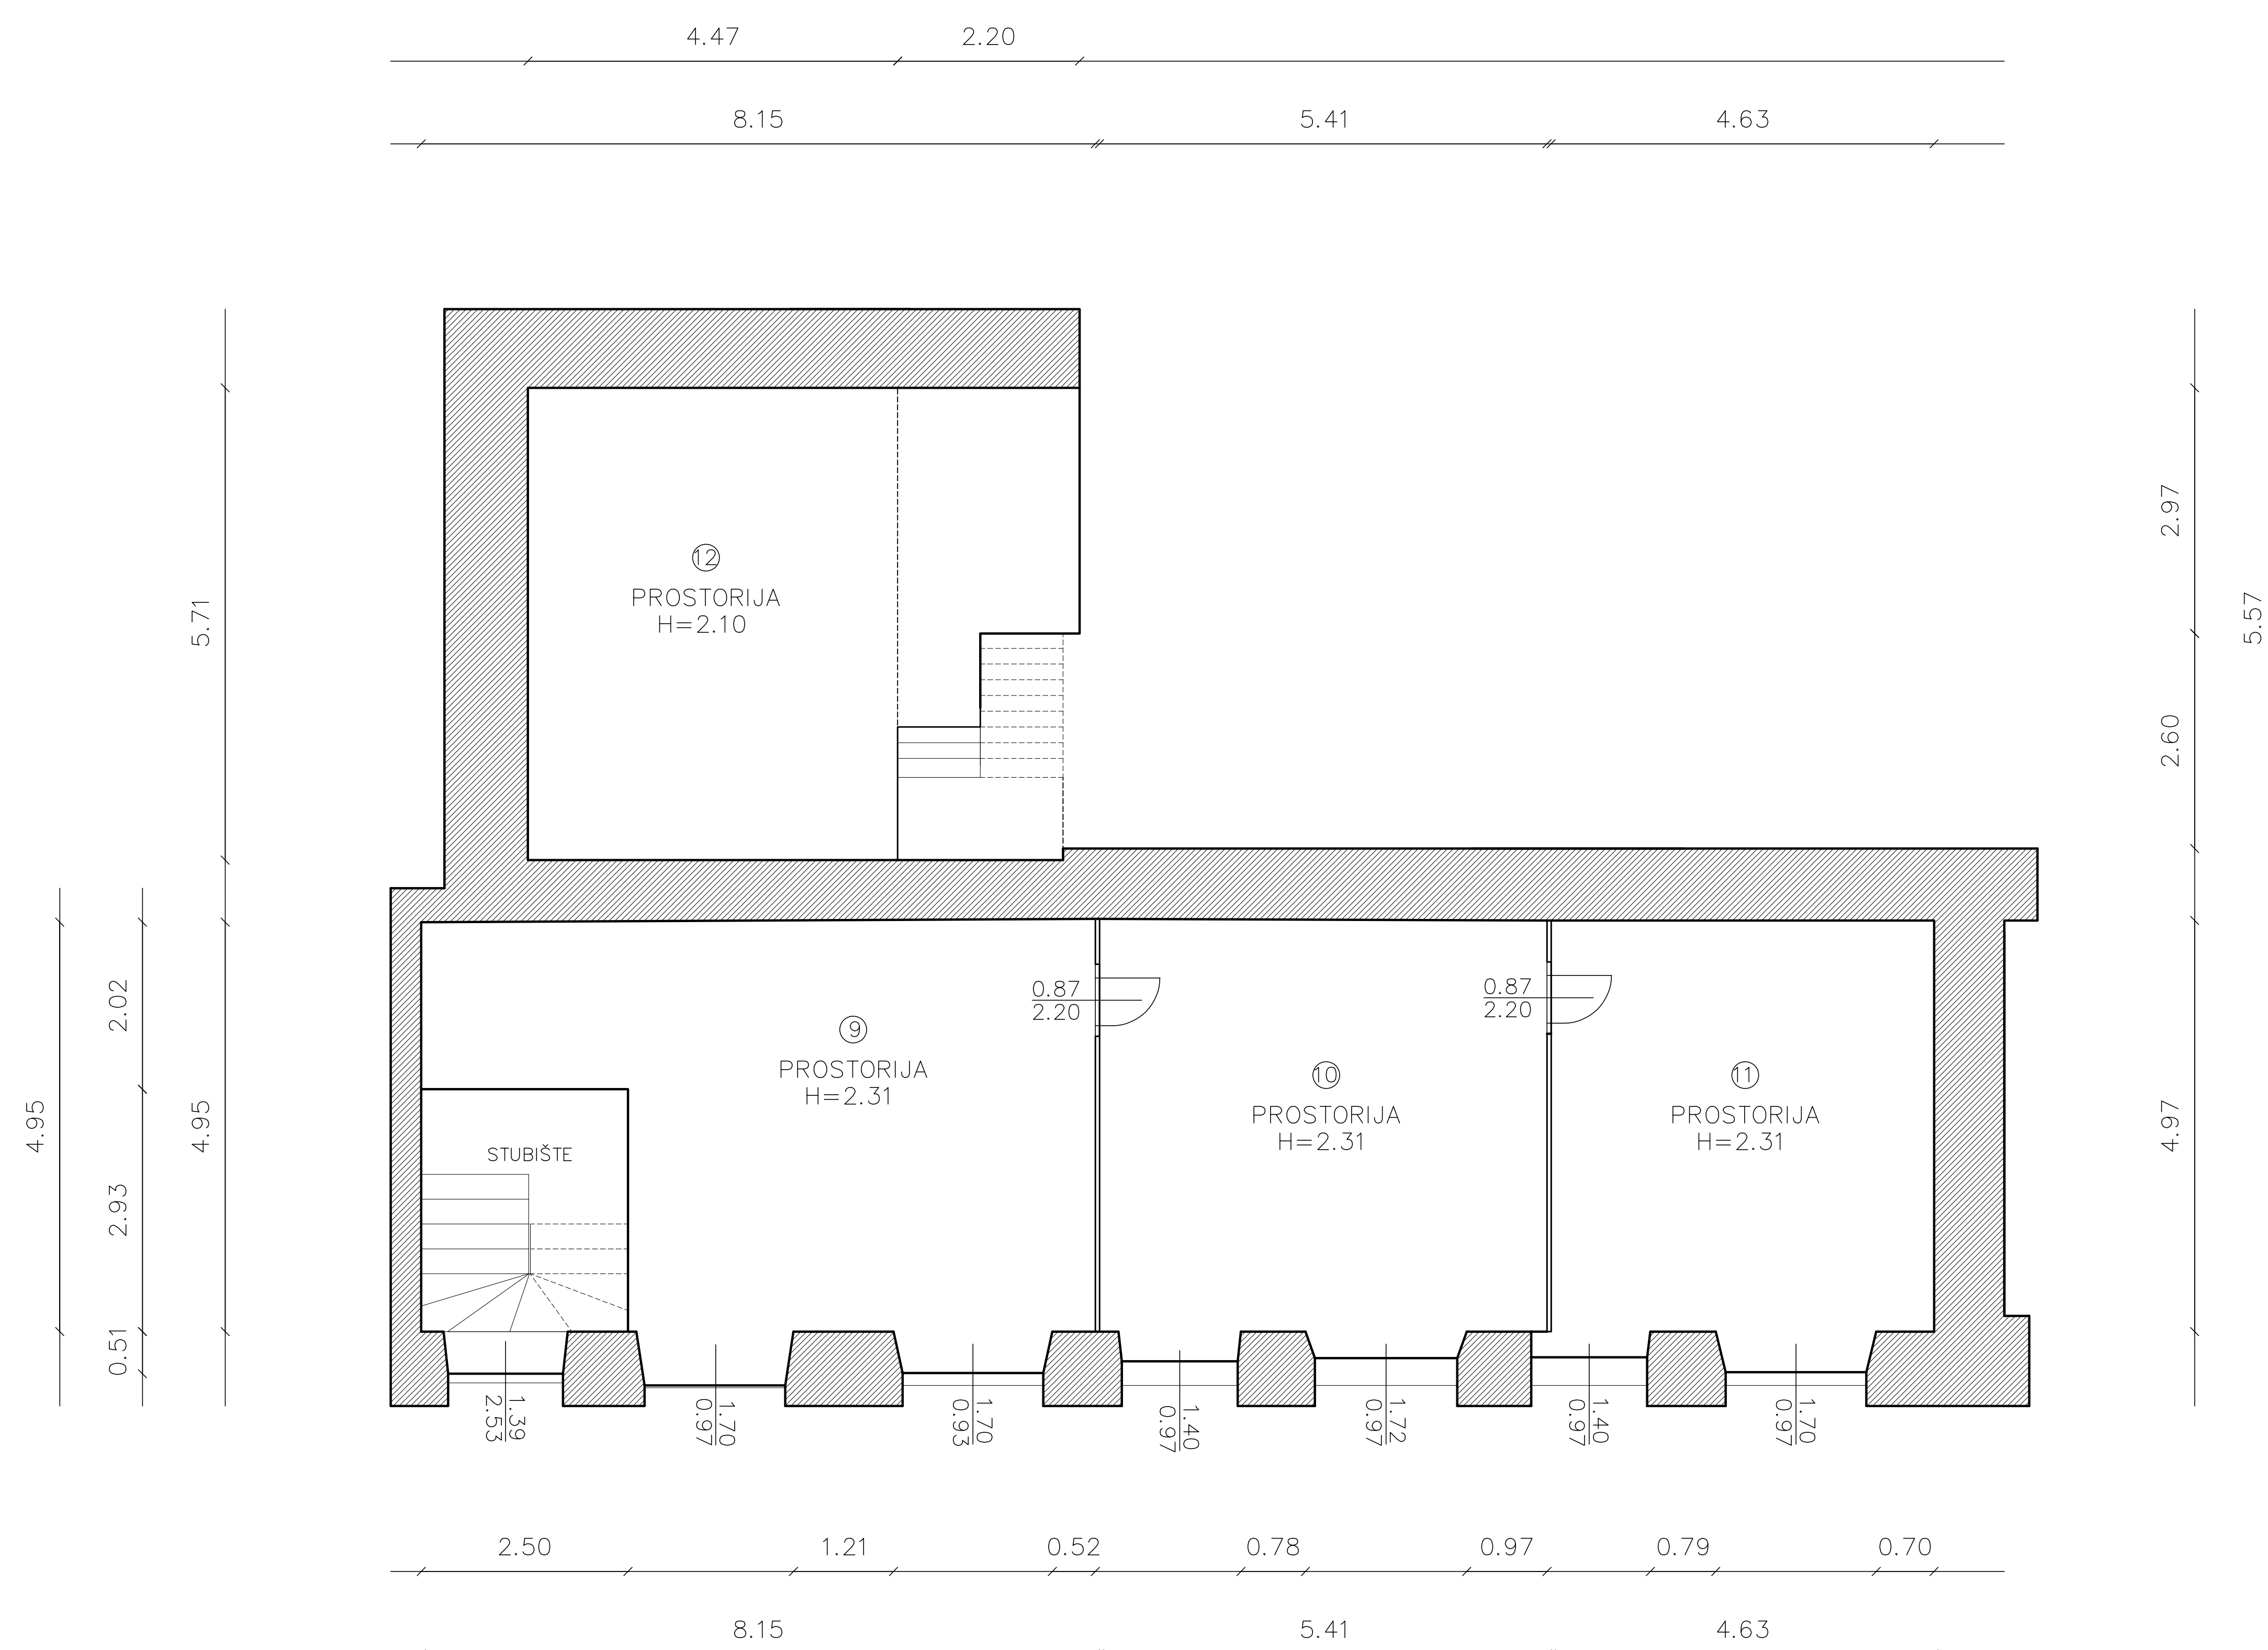 4.47 2.20
8.15 5.41 4.63
12
PROSTORIJA
H=2.10
5.71
2.97
5.57
2.60
0.87
2.20
0.87
2.20
9
PROSTORIJA
H=2.31
10
PROSTORIJA
H=2.31
11
PROSTORIJA
H=2.31
STUBIŠTE
4.95
2.02
2.93
0.51
4.95
4.97
1.39
2.53
1.70
0.97
1.70
0.93
1.40
0.97
1.72
0.97
1.40
0.97
1.70
0.97
2.50 1.21 0.52 0.78 0.97 0.79 0.70
8.15 5.41 4.63